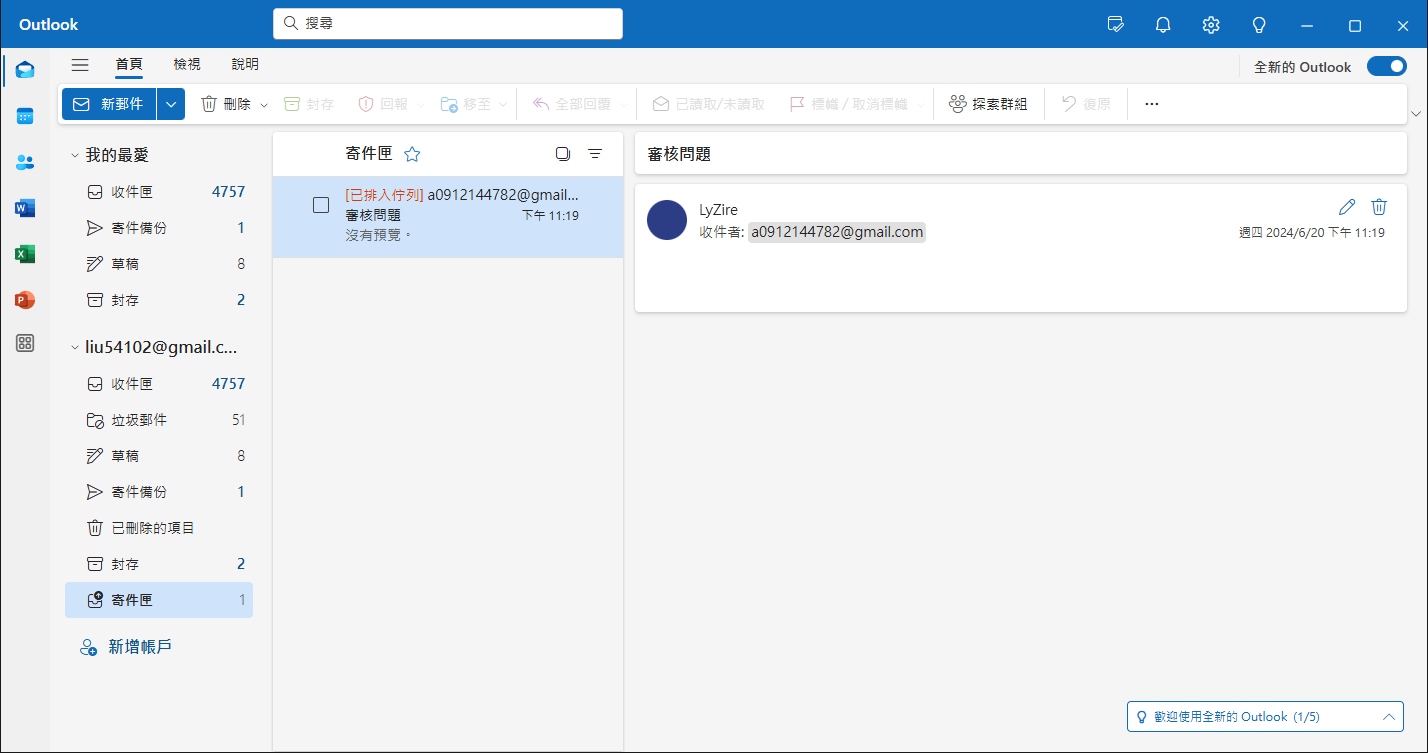 Outlook
搜尋
首頁 檢視 說明
全新的 Outlook
新郵件 刪除 封存 回報 移至 全部回覆 已讀取/未讀取 標幟 / 取消標幟 探索群組 復原 ...
我的最愛
收件匣 4757
寄件備份 1
草稿 8
封存 2
liu54102@gmail.c...
收件匣 4757
垃圾郵件 51
草稿 8
寄件備份 1
已刪除的項目
封存 2
寄件匣 1
新增帳戶
寄件匣
[已排入佇列] a0912144782@gmail...
審核問題 下午 11:19
沒有預覽。
審核問題
LyZire
收件者: a0912144782@gmail.com
週四 2024/6/20 下午 11:19
歡迎使用全新的 Outlook (1/5)